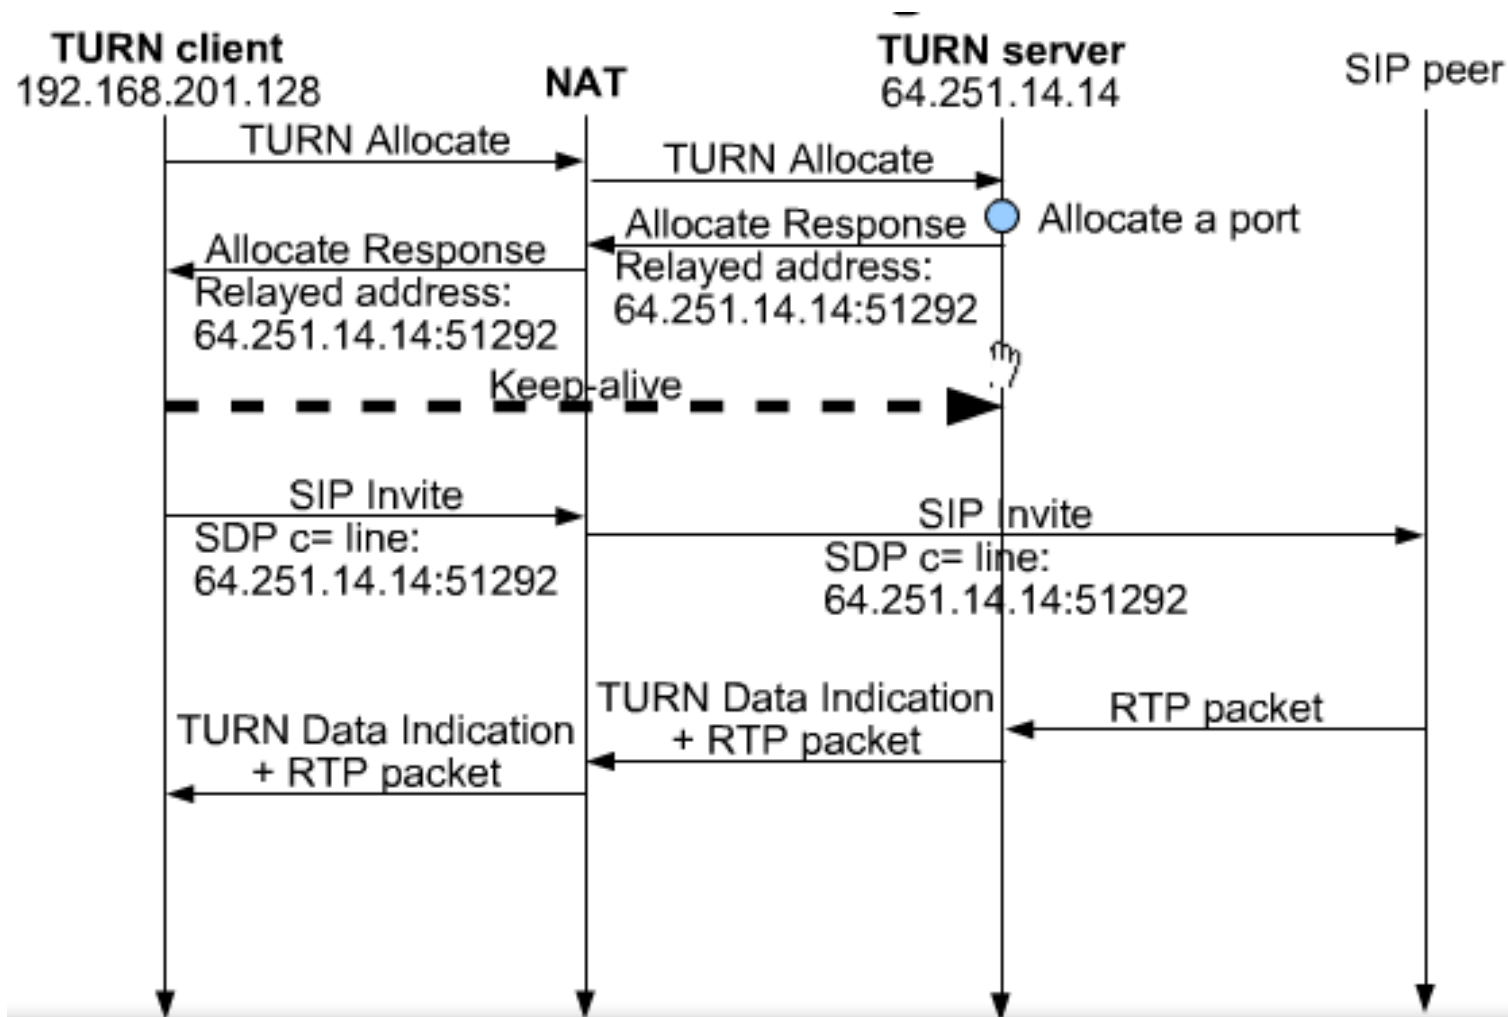 TURN client
192.168.201.128
NAT
TURN server
64.251.14.14
SIP peer
TURN Allocate
TURN Allocate
Allocate a port
Allocate Response
Relayed address:
64.251.14.14:51292
Allocate Response
Relayed address:
64.251.14.14:51292
Keep-alive
SIP Invite
SDP c= line:
64.251.14.14:51292
SIP Invite
SDP c= line:
64.251.14.14:51292
RTP packet
TURN Data Indication
+ RTP packet
TURN Data Indication
+ RTP packet